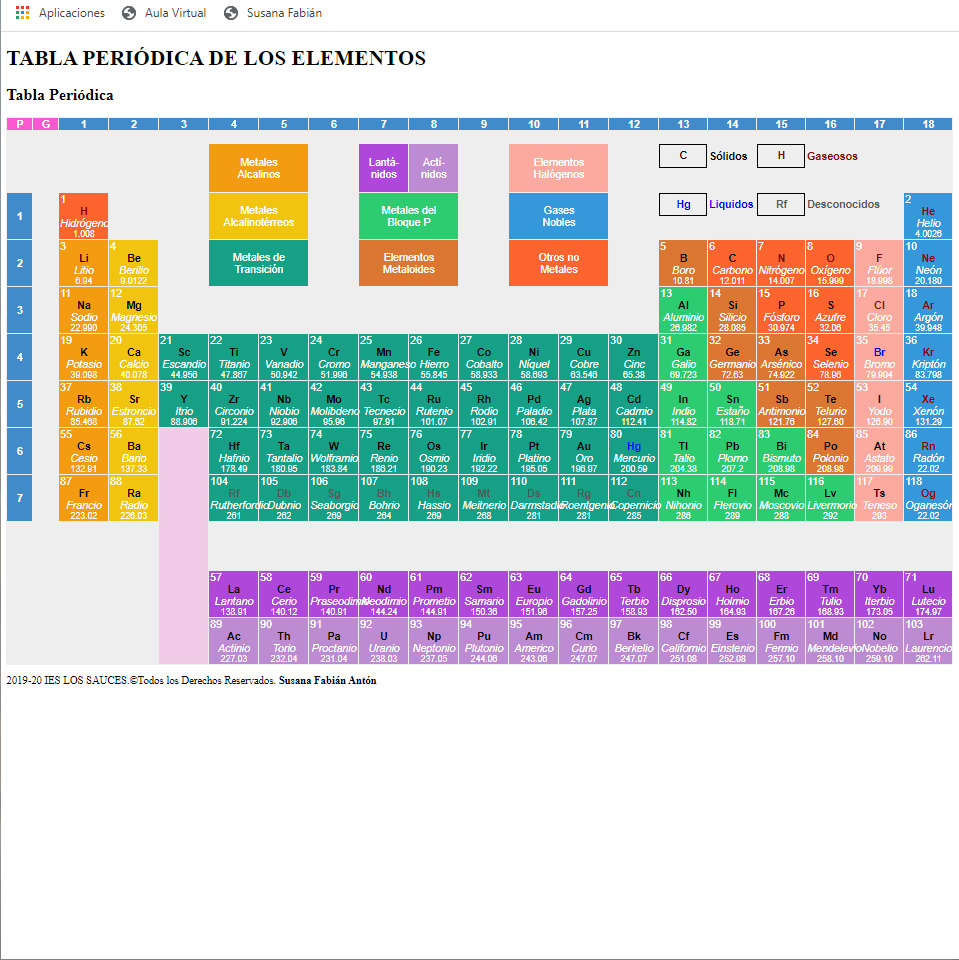 Aplicaciones Aula Virtual Susana Fabián
TABLA PERIÓDICA DE LOS ELEMENTOS
Tabla Periódica
P G 1 2 3 4 5 6 7 8 9 10 11 12 13 14 15 16 17 18
Metales Lantá- Actí- Elementos C Sólidos H Gaseosos
Alcalinos nidos nidos Halógenos
1 2
1 H Metales Metales del Gases Hg Liquidos Rf Desconocidos He
Hidrógeno Alcalinotérreos Bloque P Nobles Helio
1.008 4.0026
3 4 5 6 7 8 9 10
2 Li Be Metales de Elementos Otros no B C N O F Ne
Litio Berilio Transición Metaloides Metales Boro Carbono Nitrógeno Oxígeno Flúor Neón
6.94 9.0122 10.81 12.011 14.007 15.999 18.998 20.180
11 12 13 14 15 16 17 18
3 Na Mg Al Si P S Cl Ar
Sodio Magnesio Aluminio Silicio Fósforo Azufre Cloro Argón
22.990 24.305 26.982 28.085 30.974 32.06 35.45 39.948
19 20 21 22 23 24 25 26 27 28 29 30 31 32 33 34 35 36
4 K Ca Sc Ti V Cr Mn Fe Co Ni Cu Zn Ga Ge As Se Br Kr
Potasio Calcio Escandio Titanio Vanadio Cromo Manganeso Hierro Cobalto Níquel Cobre Cinc Galio Germanio Arsénico Selenio Bromo Kriptón
39.098 40.078 44.956 47.867 50.942 51.996 54.938 55.845 58.933 58.693 63.546 65.38 69.723 72.63 74.922 78.96 79.904 83.798
37 38 39 40 41 42 43 44 45 46 47 48 49 50 51 52 53 54
5 Rb Sr Y Zr Nb Mo Tc Ru Rh Pd Ag Cd In Sn Sb Te I Xe
Rubidio Estroncio Itrio Circonio Niobio Molibdeno Tecnecio Rutenio Rodio Paladio Plata Cadmio Indio Estaño Antimonio Telurio Yodo Xenón
85.468 87.62 88.906 91.224 92.906 95.96 97.91 101.07 102.91 106.42 107.87 112.41 114.82 118.71 121.76 127.60 126.90 131.29
55 56 72 73 74 75 76 77 78 79 80 81 82 83 84 85 86
6 Cs Ba Hf Ta W Re Os Ir Pt Au Hg Tl Pb Bi Po At Rn
Cesio Bario Hafnio Tantalio Wolframio Renio Osmio Iridio Platino Oro Mercurio Talio Plomo Bismuto Polonio Astato Radón
132.91 137.33 178.49 180.95 183.84 186.21 190.23 192.22 195.05 196.97 200.59 204.38 207.2 208.98 208.98 209.99 22.02
87 88 104 105 106 107 108 109 110 111 112 113 114 115 116 117 118
7 Fr Ra Rf Db Sg Bh Hs Mt Ds Rg Cn Nh Fl Mc Lv Ts Og
Francio Radio Rutherfordio Dubnio Seaborgio Bohrio Hassio Meitnerio Darmstadio Roentgenio Copernicio Nihonio Flerovio Moscovio Livermorio Teneso Oganesón
223.02 226.03 261 262 269 264 269 268 281 281 285 286 289 288 292 293 22.02
57 58 59 60 61 62 63 64 65 66 67 68 69 70 71
La Ce Pr Nd Pm Sm Eu Gd Tb Dy Ho Er Tm Yb Lu
Lantano Cerio Praseodimio Neodimio Prometio Samario Europio Gadolinio Terbio Disprosio Holmio Erbio Tulio Iterbio Lutecio
138.91 140.12 140.91 144.24 144.91 150.36 151.96 157.25 158.93 162.50 164.93 167.26 168.93 173.05 174.97
89 90 91 92 93 94 95 96 97 98 99 100 101 102 103
Ac Th Pa U Np Pu Am Cm Bk Cf Es Fm Md No Lr
Actinio Torio Proctanio Uranio Neptonio Plutonio Americo Curio Berkelio Californio Einstenio Fermio Mendelevio Nobelio Laurencio
227.03 232.04 231.04 238.03 237.05 244.06 243.06 247.07 247.07 251.08 252.08 257.10 258.10 259.10 262.11
2019-20 IES LOS SAUCES.©Todos los Derechos Reservados. Susana Fabián Antón